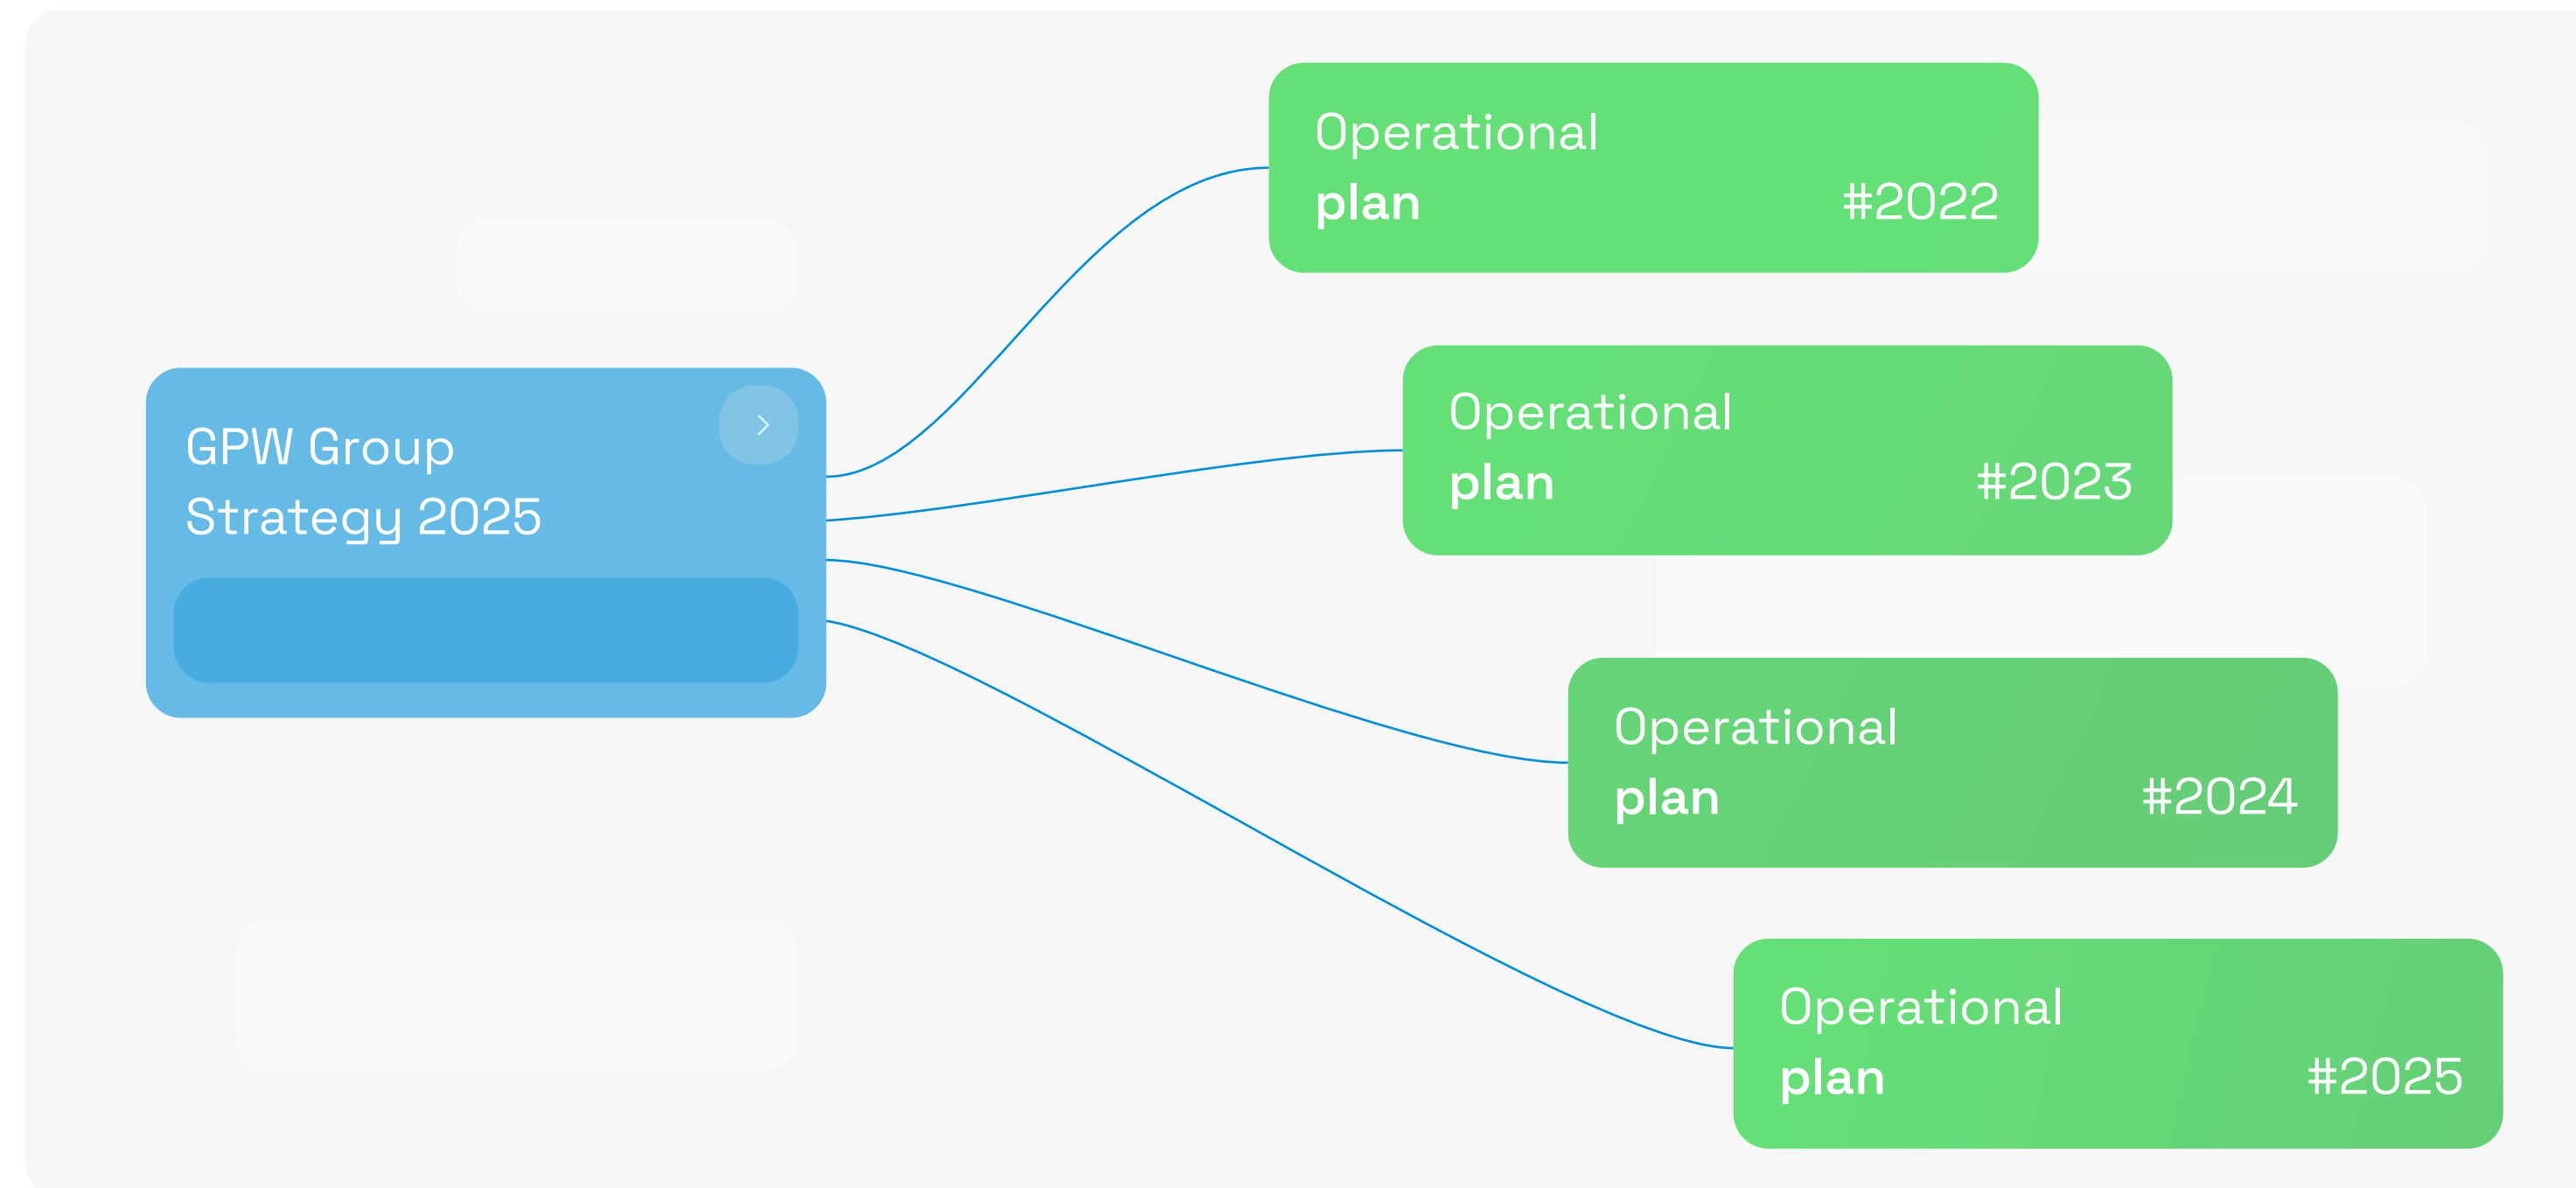 GPW Group
Strategy 2025
Operational
plan #2022
Operational
plan #2023
Operational
plan #2024
Operational
plan #2025